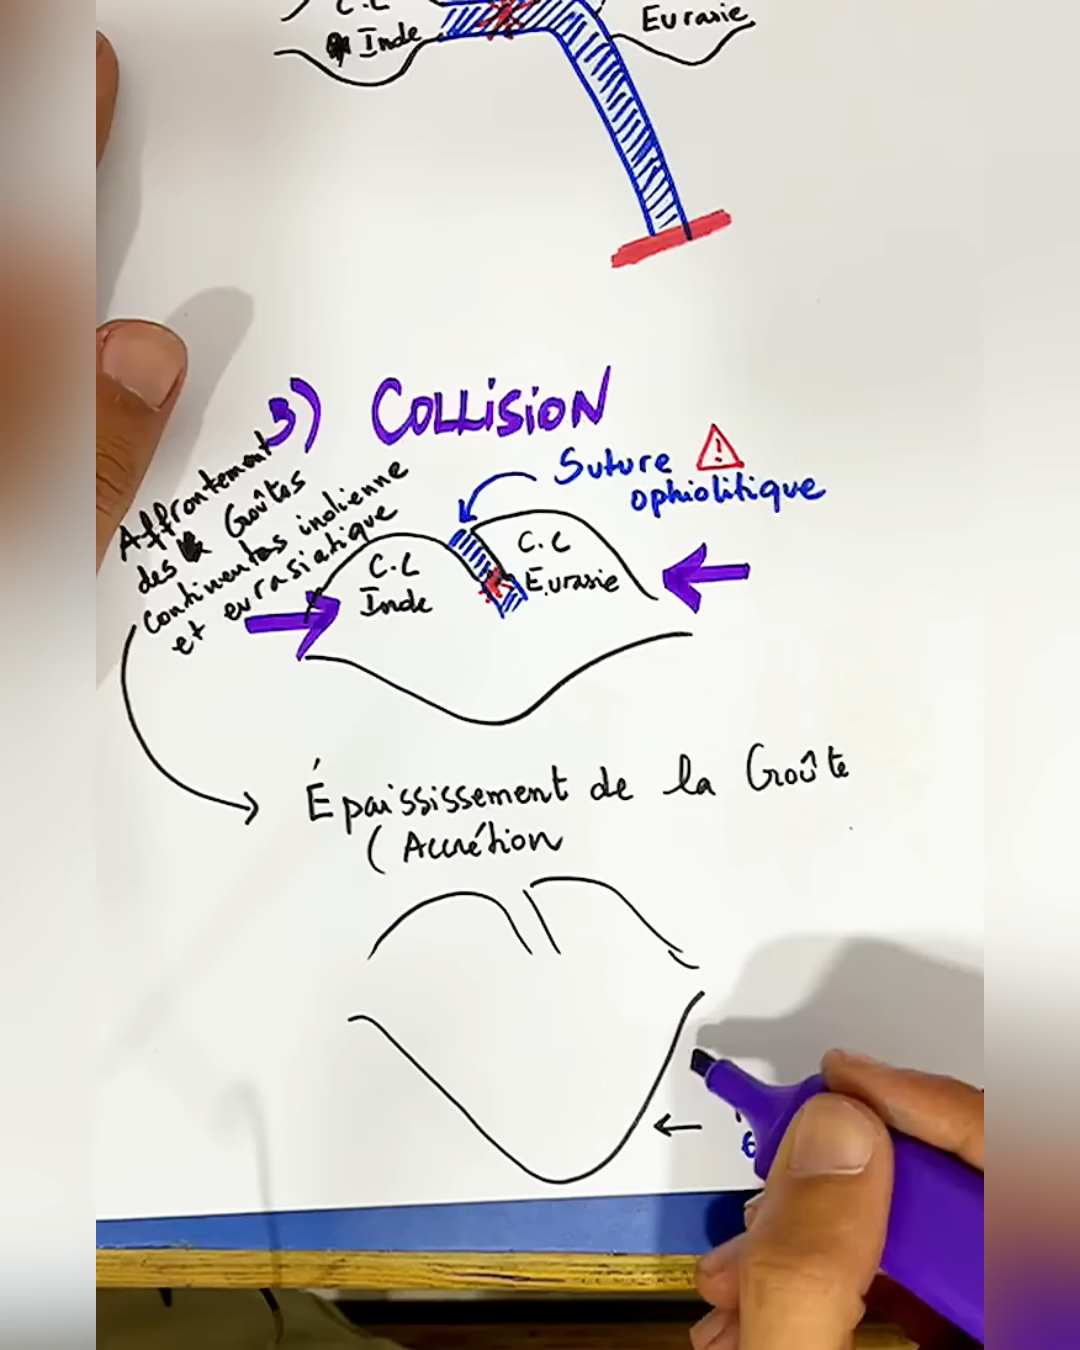 C.C
Inde
Eurasie
3) COLLISION
Suture
ophiolitique
Affrontement
des Croûtes
continentas indienne
et eurasiatique
C.C
Inde
C.C
Eurasie
Épaississement de la Croûte
(Accrétion